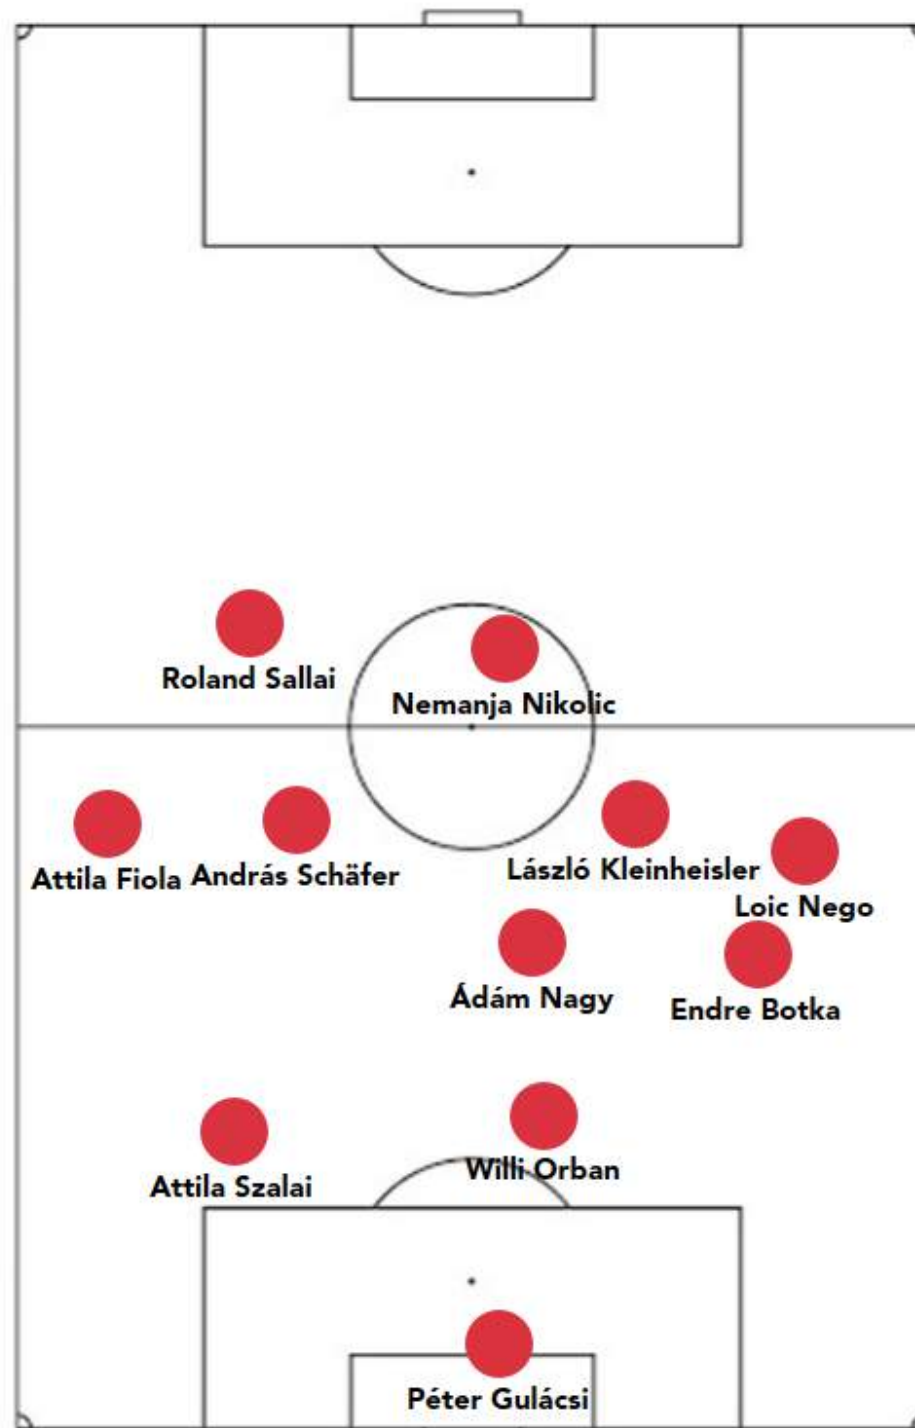 Roland Sallai
Nemanja Nikolic
Attila Fiola
András Schäfer
László Kleinheisler
Loic Nego
Ádám Nagy
Endre Botka
Attila Szalai
Willi Orban
Péter Gulácsi